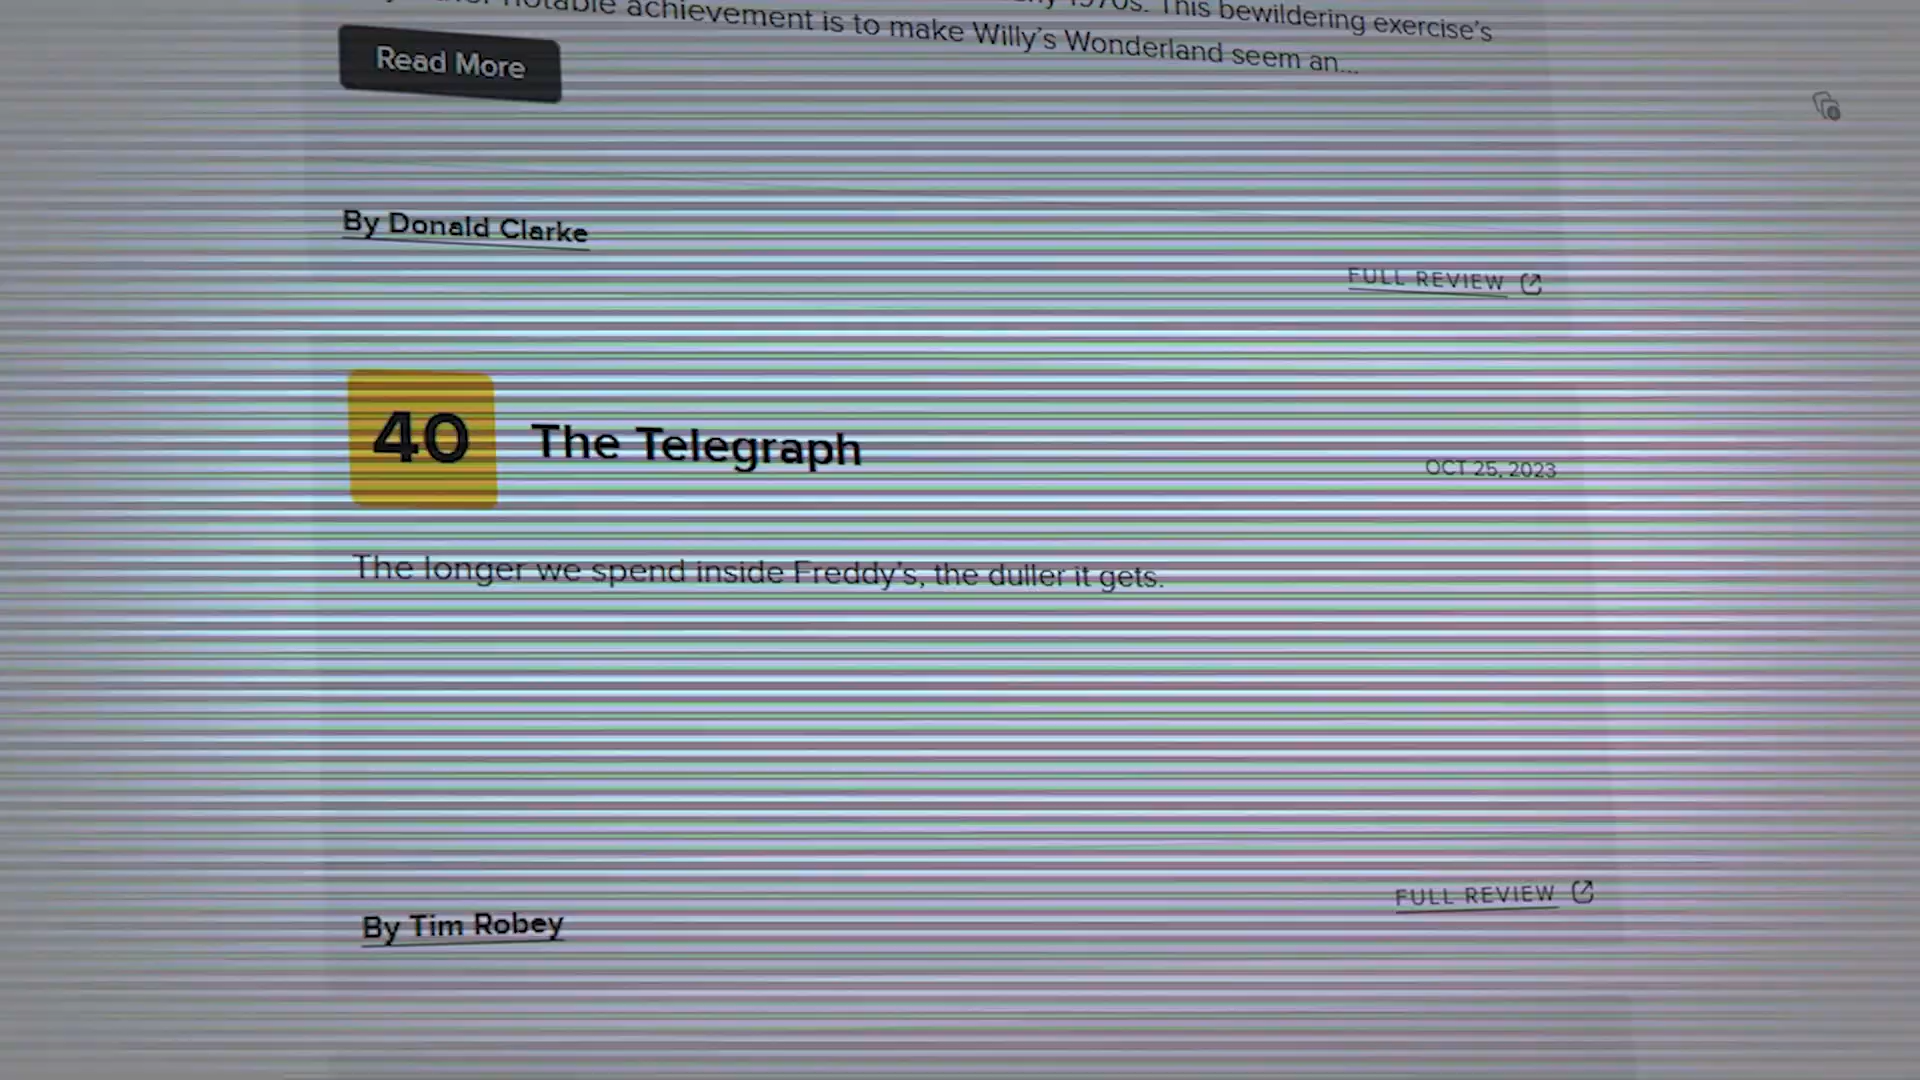 notable achievement is to make Willy's Wonderland seem an...
1970s. This bewildering exercise's
Read More
By Donald Clarke
FULL REVIEW
40
The Telegraph
OCT 25, 2023
The longer we spend inside Freddy's, the duller it gets.
FULL REVIEW
By Tim Robey